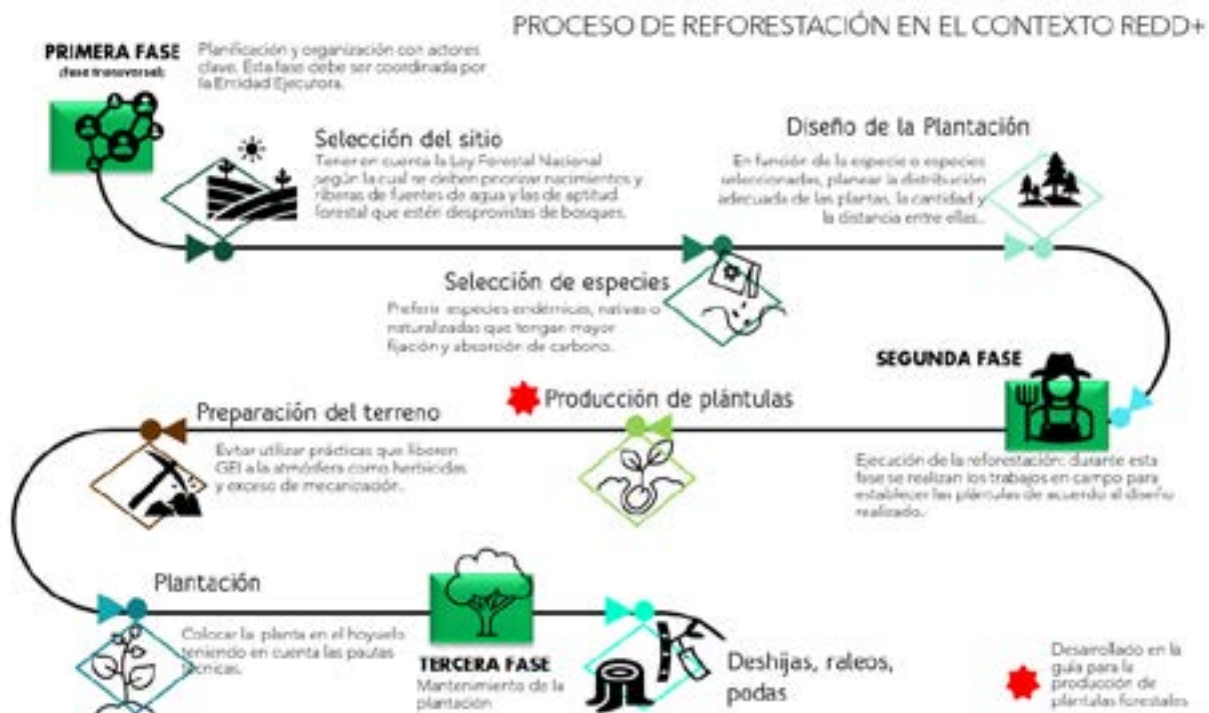 PROCESO DE REFORESTACIÓN EN EL CONTEXTO REDD+
PRIMERA FASE
(fase transversal)
Planificación y organización con actores
clave. Esta fase debe ser coordinada por
la Entidad Ejecutora.
Selección del sitio
Tener en cuenta la Ley Forestal Nacional
según la cual se deben priorizar nacimientos y
riberas de fuentes de agua y las de aptitud
forestal que estén desprovistas de bosques.
Diseño de la Plantación
En función de la especie o especies
seleccionadas, planear la distribución
adecuada de las plantas, la cantidad y
la distancia entre ellas..
Selección de especies
Preferir especies endémicas, nativas o
naturalizadas que tengan mayor
fijación y absorción de carbono.
SEGUNDA FASE
Ejecución de la reforestación: durante esta
fase se realizan los trabajos en campo para
establecer las plántulas de acuerdo al diseño
realizado.
Producción de plántulas
Preparación del terreno
Evitar utilizar prácticas que liberen
GEI a la atmósfera como herbicidas
y exceso de mecanización.
Plantación
Colocar la planta en el hoyuelo
teniendo en cuenta las pautas
técnicas.
TERCERA FASE
Mantenimiento de la
plantación
Deshijas, raleos,
podas
Desarrollado en la
guía para la
producción de
plántulas forestales